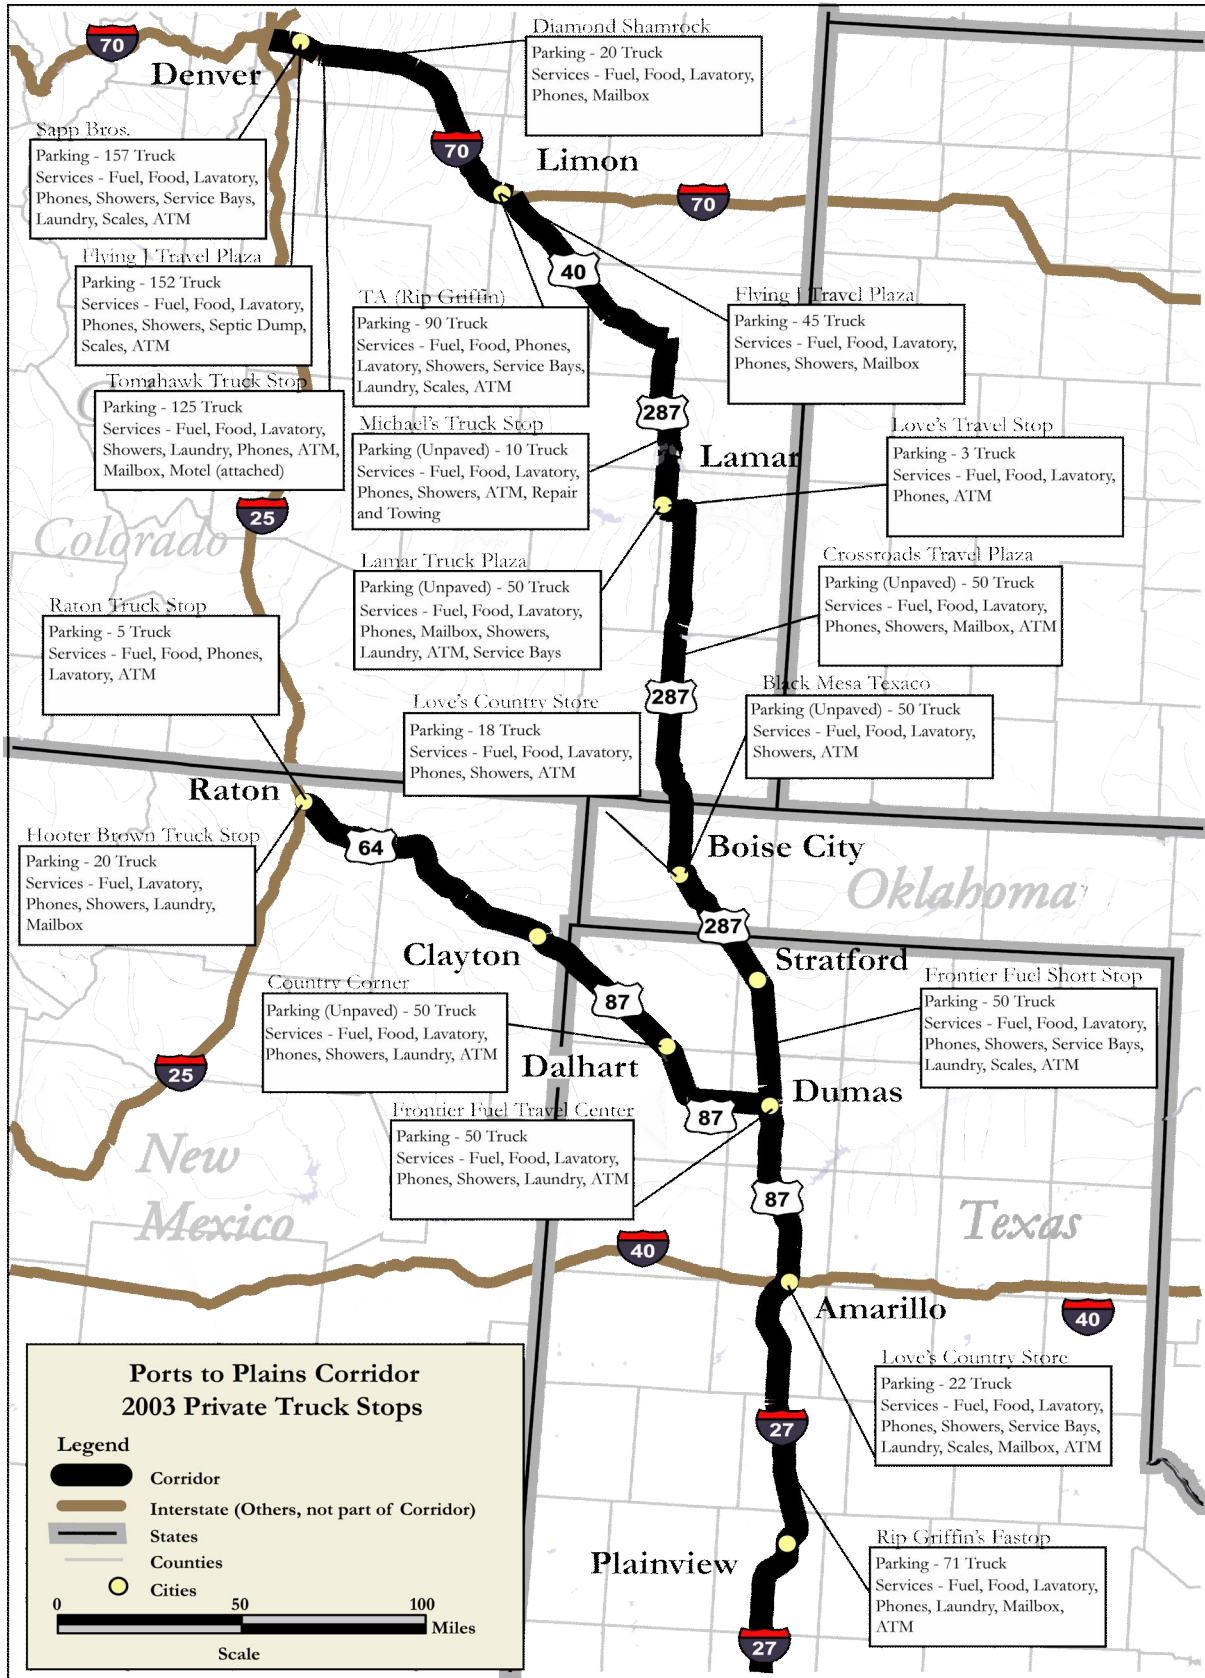 70
Denver
Diamond Shamrock
Parking - 20 Truck
Services - Fuel, Food, Lavatory,
Phones, Mailbox
Sapp Bros.
Parking - 157 Truck
Services - Fuel, Food, Lavatory,
Phones, Showers, Service Bays,
Laundry, Scales, ATM
70
Limon
70
Flying J Travel Plaza
Parking - 152 Truck
Services - Fuel, Food, Lavatory,
Phones, Showers, Septic Dump,
Scales, ATM
40
TA (Rip Griffin)
Parking - 90 Truck
Services - Fuel, Food, Phones,
Lavatory, Showers, Service Bays,
Laundry, Scales, ATM
Flying J Travel Plaza
Parking - 45 Truck
Services - Fuel, Food, Lavatory,
Phones, Showers, Mailbox
Tomahawk Truck Stop
Parking - 125 Truck
Services - Fuel, Food, Lavatory,
Showers, Laundry, Phones, ATM,
Mailbox, Motel (attached)
287
Michael's Truck Stop
Parking (Unpaved) - 10 Truck
Services - Fuel, Food, Lavatory,
Phones, Showers, ATM, Repair
and Towing
Lamar
Love's Travel Stop
Parking - 3 Truck
Services - Fuel, Food, Lavatory,
Phones, ATM
25
Colorado
Lamar Truck Plaza
Parking (Unpaved) - 50 Truck
Services - Fuel, Food, Lavatory,
Phones, Mailbox, Showers,
Laundry, ATM, Service Bays
Crossroads Travel Plaza
Parking (Unpaved) - 50 Truck
Services - Fuel, Food, Lavatory,
Phones, Showers, Mailbox, ATM
Raton Truck Stop
Parking - 5 Truck
Services - Fuel, Food, Phones,
Lavatory, ATM
287
Love's Country Store
Parking - 18 Truck
Services - Fuel, Food, Lavatory,
Phones, Showers, ATM
Black Mesa Texaco
Parking (Unpaved) - 50 Truck
Services - Fuel, Food, Lavatory,
Showers, ATM
Raton
64
Hooter Brown Truck Stop
Parking - 20 Truck
Services - Fuel, Lavatory,
Phones, Showers, Laundry,
Mailbox
Boise City
Oklahoma
287
Clayton
Stratford
Country Corner
Parking (Unpaved) - 50 Truck
Services - Fuel, Food, Lavatory,
Phones, Showers, Laundry, ATM
87
Frontier Fuel Short Stop
Parking - 50 Truck
Services - Fuel, Food, Lavatory,
Phones, Showers, Service Bays,
Laundry, Scales, ATM
25
Dalhart
Dumas
87
Frontier Fuel Travel Center
Parking - 50 Truck
Services - Fuel, Food, Lavatory,
Phones, Showers, Laundry, ATM
New
Mexico
87
Texas
40
Amarillo
40
Love's Country Store
Parking - 22 Truck
Services - Fuel, Food, Lavatory,
Phones, Showers, Service Bays,
Laundry, Scales, Mailbox, ATM
27
Plainview
Rip Griffin's Fastop
Parking - 71 Truck
Services - Fuel, Food, Lavatory,
Phones, Laundry, Mailbox,
ATM
27
Ports to Plains Corridor
2003 Private Truck Stops
Legend
Corridor
Interstate (Others, not part of Corridor)
States
Counties
Cities
0 50 100
Miles
Scale